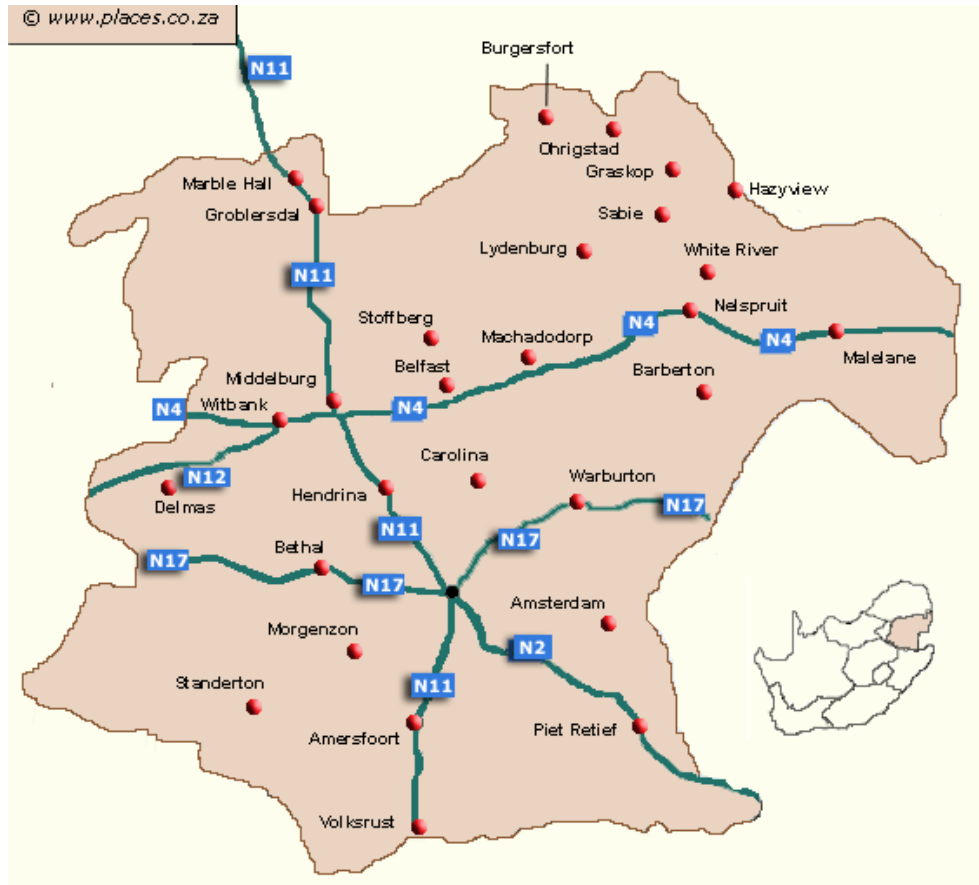 © www.places.co.za
Burgersfort
N11
Ohrigstad
Graskop
Marble Hall
Hazyview
Groblersdal
Sabie
Lydenburg
White River
N11
Nelspruit
Stoffberg
N4
Machadodorp
N4
Malelane
Belfast
Barberton
Middelburg
N4
Witbank
N4
Carolina
N12
Warburton
Hendrina
Delmas
N17
N11
N17
Bethal
N17
N17
Amsterdam
Morgenzon
N2
Standerton
N11
Amersfoort
Piet Retief
Volksrust